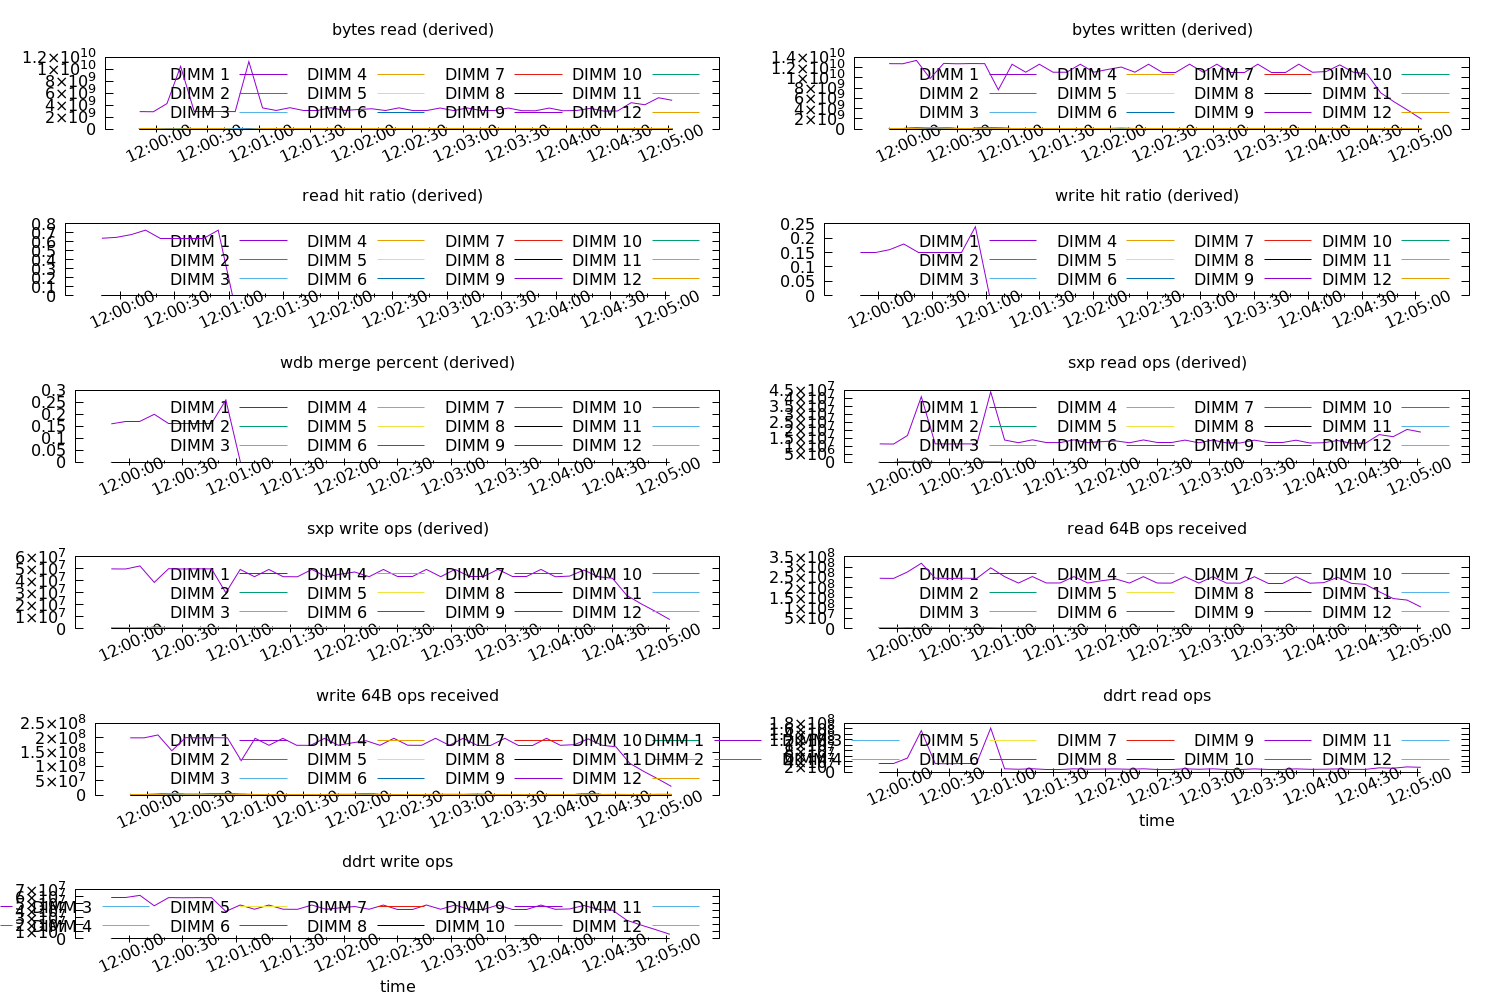 bytes read (derived)
1.2×10^10
1×10^10
8×10^9
6×10^9
4×10^9
2×10^9
0
DIMM 1 DIMM 4 DIMM 7 DIMM 10
DIMM 2 DIMM 5 DIMM 8 DIMM 11
DIMM 3 DIMM 6 DIMM 9 DIMM 12
12:00:00 12:00:30 12:01:00 12:01:30 12:02:00 12:02:30 12:03:00 12:03:30 12:04:00 12:04:30 12:05:00
bytes written (derived)
1.4×10^10
1.2×10^10
1×10^10
8×10^9
6×10^9
4×10^9
2×10^9
0
DIMM 1 DIMM 4 DIMM 7 DIMM 10
DIMM 2 DIMM 5 DIMM 8 DIMM 11
DIMM 3 DIMM 6 DIMM 9 DIMM 12
12:00:00 12:00:30 12:01:00 12:01:30 12:02:00 12:02:30 12:03:00 12:03:30 12:04:00 12:04:30 12:05:00
read hit ratio (derived)
0.8
0.7
0.6
0.5
0.4
0.3
0.2
0.1
0
DIMM 1 DIMM 4 DIMM 7 DIMM 10
DIMM 2 DIMM 5 DIMM 8 DIMM 11
DIMM 3 DIMM 6 DIMM 9 DIMM 12
12:00:00 12:00:30 12:01:00 12:01:30 12:02:00 12:02:30 12:03:00 12:03:30 12:04:00 12:04:30 12:05:00
write hit ratio (derived)
0.25
0.2
0.15
0.1
0.05
0
DIMM 1 DIMM 4 DIMM 7 DIMM 10
DIMM 2 DIMM 5 DIMM 8 DIMM 11
DIMM 3 DIMM 6 DIMM 9 DIMM 12
12:00:00 12:00:30 12:01:00 12:01:30 12:02:00 12:02:30 12:03:00 12:03:30 12:04:00 12:04:30 12:05:00
wdb merge percent (derived)
0.3
0.25
0.2
0.15
0.1
0.05
0
DIMM 1 DIMM 4 DIMM 7 DIMM 10
DIMM 2 DIMM 5 DIMM 8 DIMM 11
DIMM 3 DIMM 6 DIMM 9 DIMM 12
12:00:00 12:00:30 12:01:00 12:01:30 12:02:00 12:02:30 12:03:00 12:03:30 12:04:00 12:04:30 12:05:00
sxp read ops (derived)
4.5×10^7
4×10^7
3.5×10^7
3×10^7
2.5×10^7
2×10^7
1.5×10^7
1×10^7
5×10^6
0
DIMM 1 DIMM 4 DIMM 7 DIMM 10
DIMM 2 DIMM 5 DIMM 8 DIMM 11
DIMM 3 DIMM 6 DIMM 9 DIMM 12
12:00:00 12:00:30 12:01:00 12:01:30 12:02:00 12:02:30 12:03:00 12:03:30 12:04:00 12:04:30 12:05:00
sxp write ops (derived)
6×10^7
5×10^7
4×10^7
3×10^7
2×10^7
1×10^7
0
DIMM 1 DIMM 4 DIMM 7 DIMM 10
DIMM 2 DIMM 5 DIMM 8 DIMM 11
DIMM 3 DIMM 6 DIMM 9 DIMM 12
12:00:00 12:00:30 12:01:00 12:01:30 12:02:00 12:02:30 12:03:00 12:03:30 12:04:00 12:04:30 12:05:00
read 64B ops received
3.5×10^8
3×10^8
2.5×10^8
2×10^8
1.5×10^8
1×10^8
5×10^7
0
DIMM 1 DIMM 4 DIMM 7 DIMM 10
DIMM 2 DIMM 5 DIMM 8 DIMM 11
DIMM 3 DIMM 6 DIMM 9 DIMM 12
12:00:00 12:00:30 12:01:00 12:01:30 12:02:00 12:02:30 12:03:00 12:03:30 12:04:00 12:04:30 12:05:00
write 64B ops received
2.5×10^8
2×10^8
1.5×10^8
1×10^8
5×10^7
0
DIMM 1 DIMM 4 DIMM 7 DIMM 10
DIMM 2 DIMM 5 DIMM 8 DIMM 11
DIMM 3 DIMM 6 DIMM 9 DIMM 12
12:00:00 12:00:30 12:01:00 12:01:30 12:02:00 12:02:30 12:03:00 12:03:30 12:04:00 12:04:30 12:05:00
ddrt read ops
1.8×10^8
2×10^7
0
DIMM 1 DIMM 5 DIMM 7 DIMM 9 DIMM 11
DIMM 2 DIMM 6 DIMM 8 DIMM 10 DIMM 12
12:00:00 12:00:30 12:01:00 12:01:30 12:02:00 12:02:30 12:03:00 12:03:30 12:04:00 12:04:30 12:05:00
time
ddrt write ops
7×10^7
6×10^7
1×10^7
0
DIMM 5 DIMM 7 DIMM 9 DIMM 11
DIMM 6 DIMM 8 DIMM 10 DIMM 12
12:00:00 12:00:30 12:01:00 12:01:30 12:02:00 12:02:30 12:03:00 12:03:30 12:04:00 12:04:30 12:05:00
time